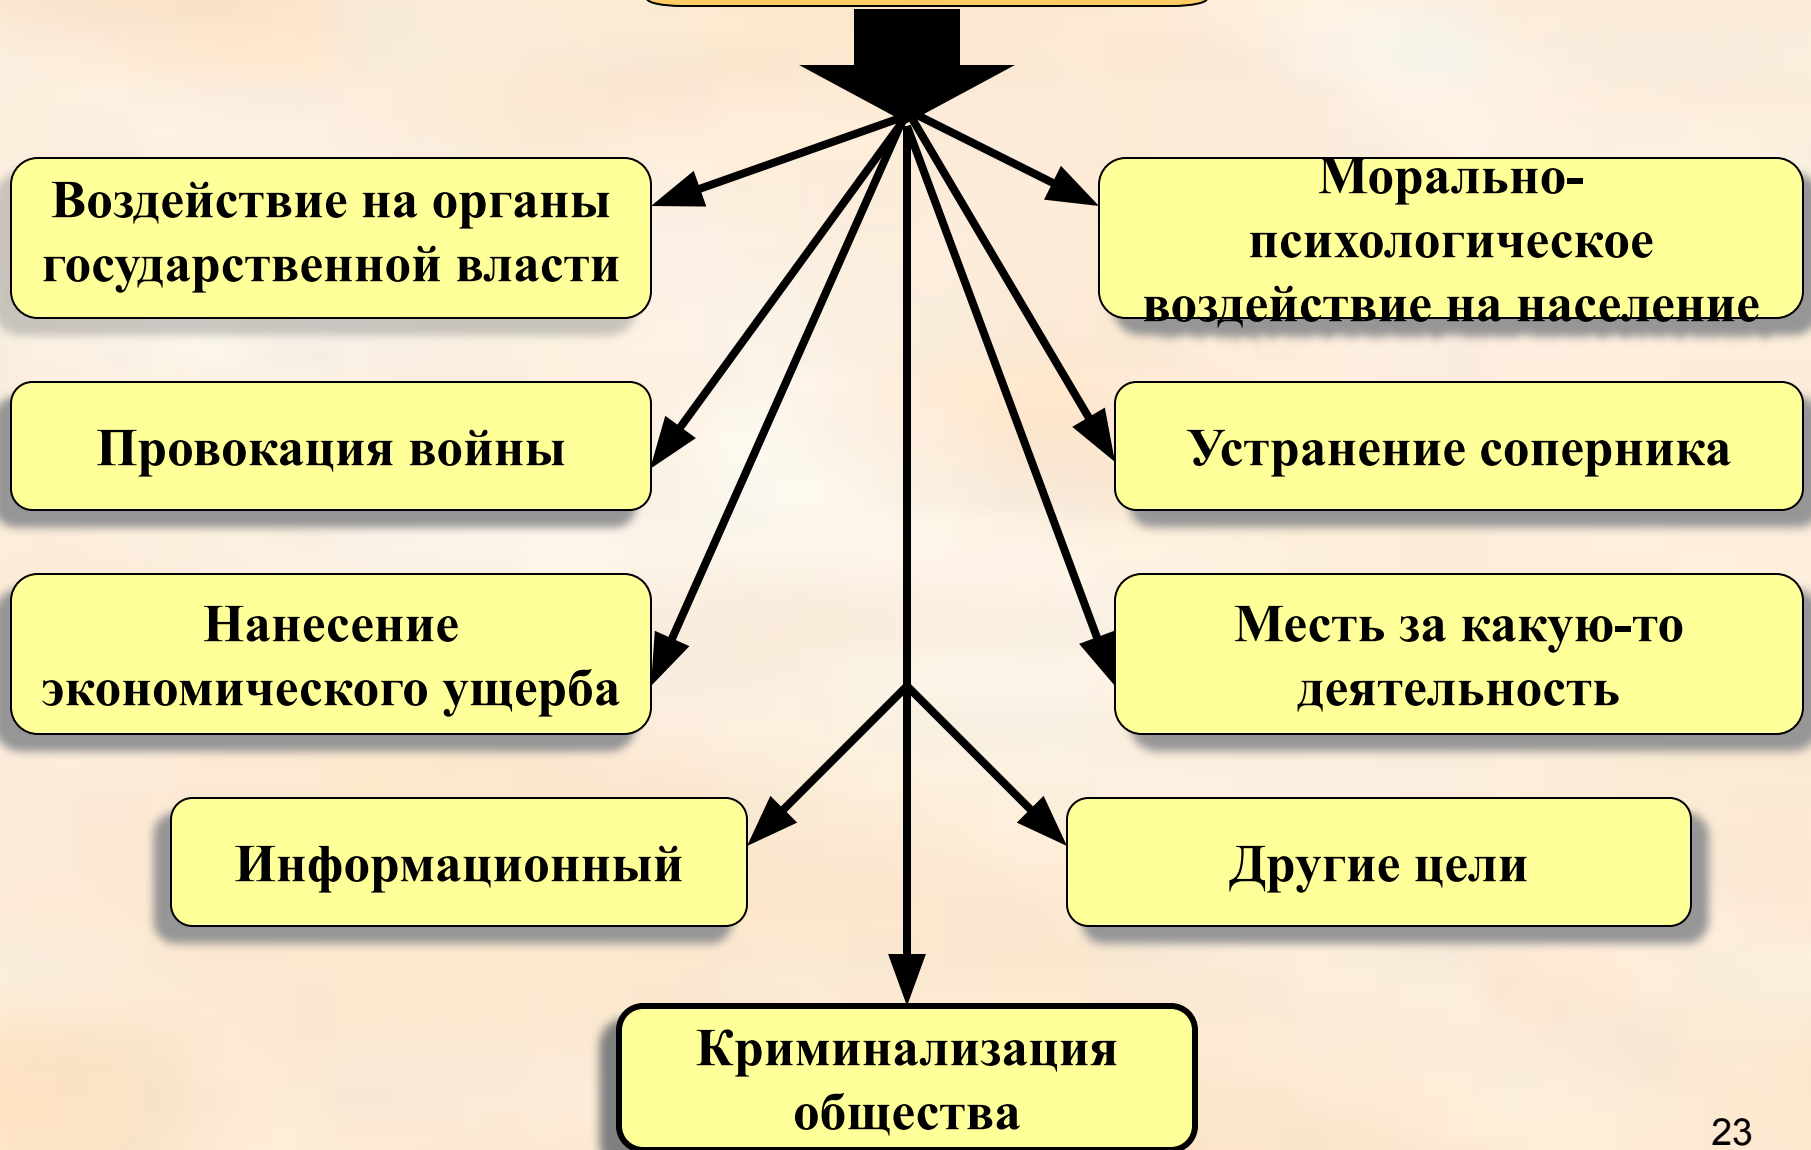 Воздействие на органы
государственной власти
Морально-
психологическое
воздействие на население
Провокация войны
Устранение соперника
Нанесение
экономического ущерба
Месть за какую-то
деятельность
Информационный
Другие цели
Криминализация
общества
23